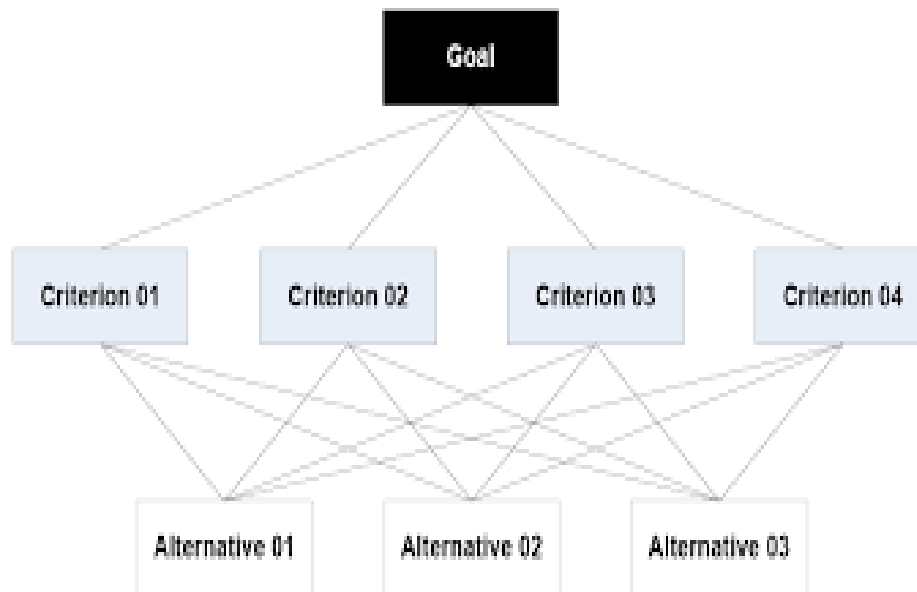 Goal
Criterion 01
Criterion 02
Criterion 03
Criterion 04
Alternative 01
Alternative 02
Alternative 03